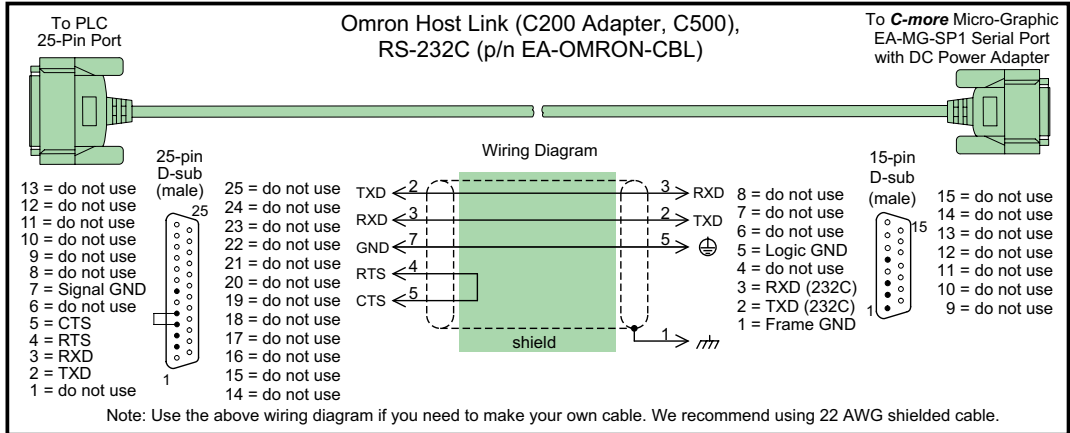 To PLC
25-Pin Port
Omron Host Link (C200 Adapter, C500),
RS-232C (p/n EA-OMRON-CBL)
To C-more Micro-Graphic
EA-MG-SP1 Serial Port
with DC Power Adapter
13 = do not use
12 = do not use
11 = do not use
10 = do not use
9 = do not use
8 = do not use
7 = Signal GND
6 = do not use
5 = CTS
4 = RTS
3 = RXD
2 = TXD
1 = do not use
25-pin
D-sub
(male)
25
1
25 = do not use
24 = do not use
23 = do not use
22 = do not use
21 = do not use
20 = do not use
19 = do not use
18 = do not use
17 = do not use
16 = do not use
15 = do not use
14 = do not use
Wiring Diagram
TXD 2 3 RXD
RXD 3 2 TXD
GND 7 5
RTS 4
CTS 5
shield
1
8 = do not use
7 = do not use
6 = do not use
5 = Logic GND
4 = do not use
3 = RXD (232C)
2 = TXD (232C)
1 = Frame GND
15-pin
D-sub
(male)
15
1
15 = do not use
14 = do not use
13 = do not use
12 = do not use
11 = do not use
10 = do not use
9 = do not use
Note: Use the above wiring diagram if you need to make your own cable. We recommend using 22 AWG shielded cable.